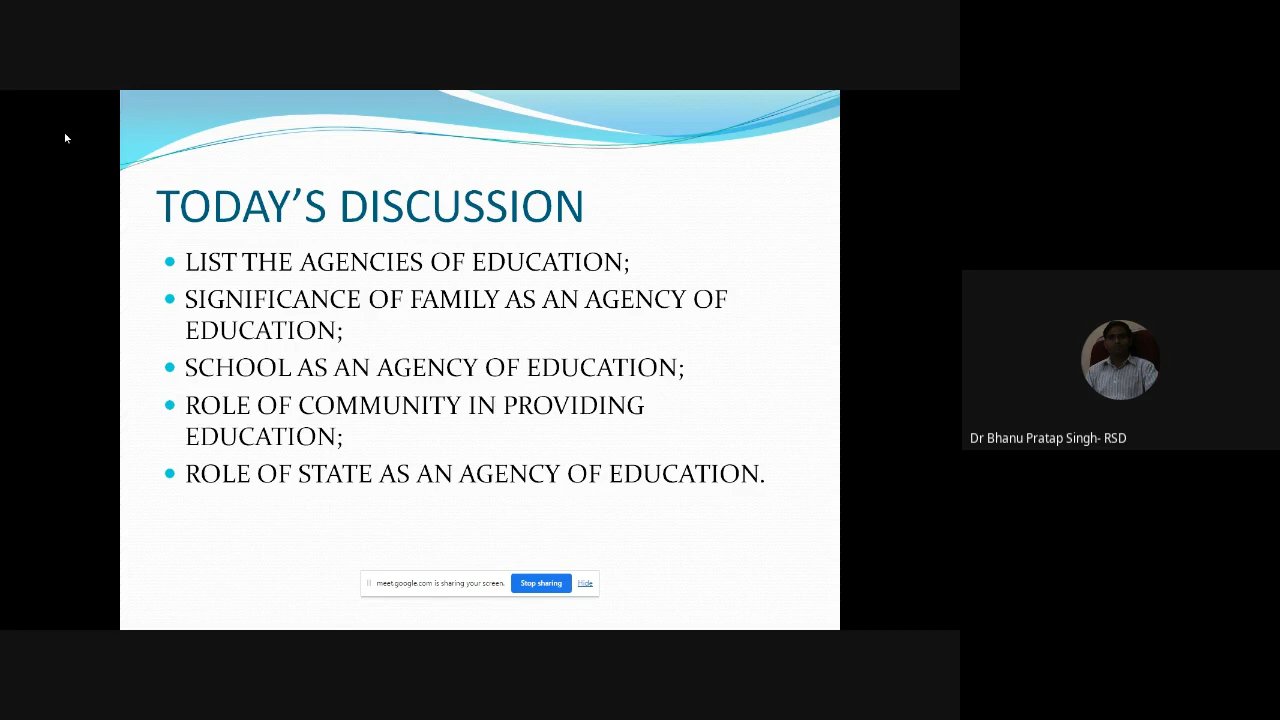 TODAY'S DISCUSSION
LIST THE AGENCIES OF EDUCATION;
SIGNIFICANCE OF FAMILY AS AN AGENCY OF
EDUCATION;
SCHOOL AS AN AGENCY OF EDUCATION;
ROLE OF COMMUNITY IN PROVIDING
EDUCATION;
ROLE OF STATE AS AN AGENCY OF EDUCATION.
meet.google.com is sharing your screen. Stop sharing Hide
Dr Bhanu Pratap Singh- RSD